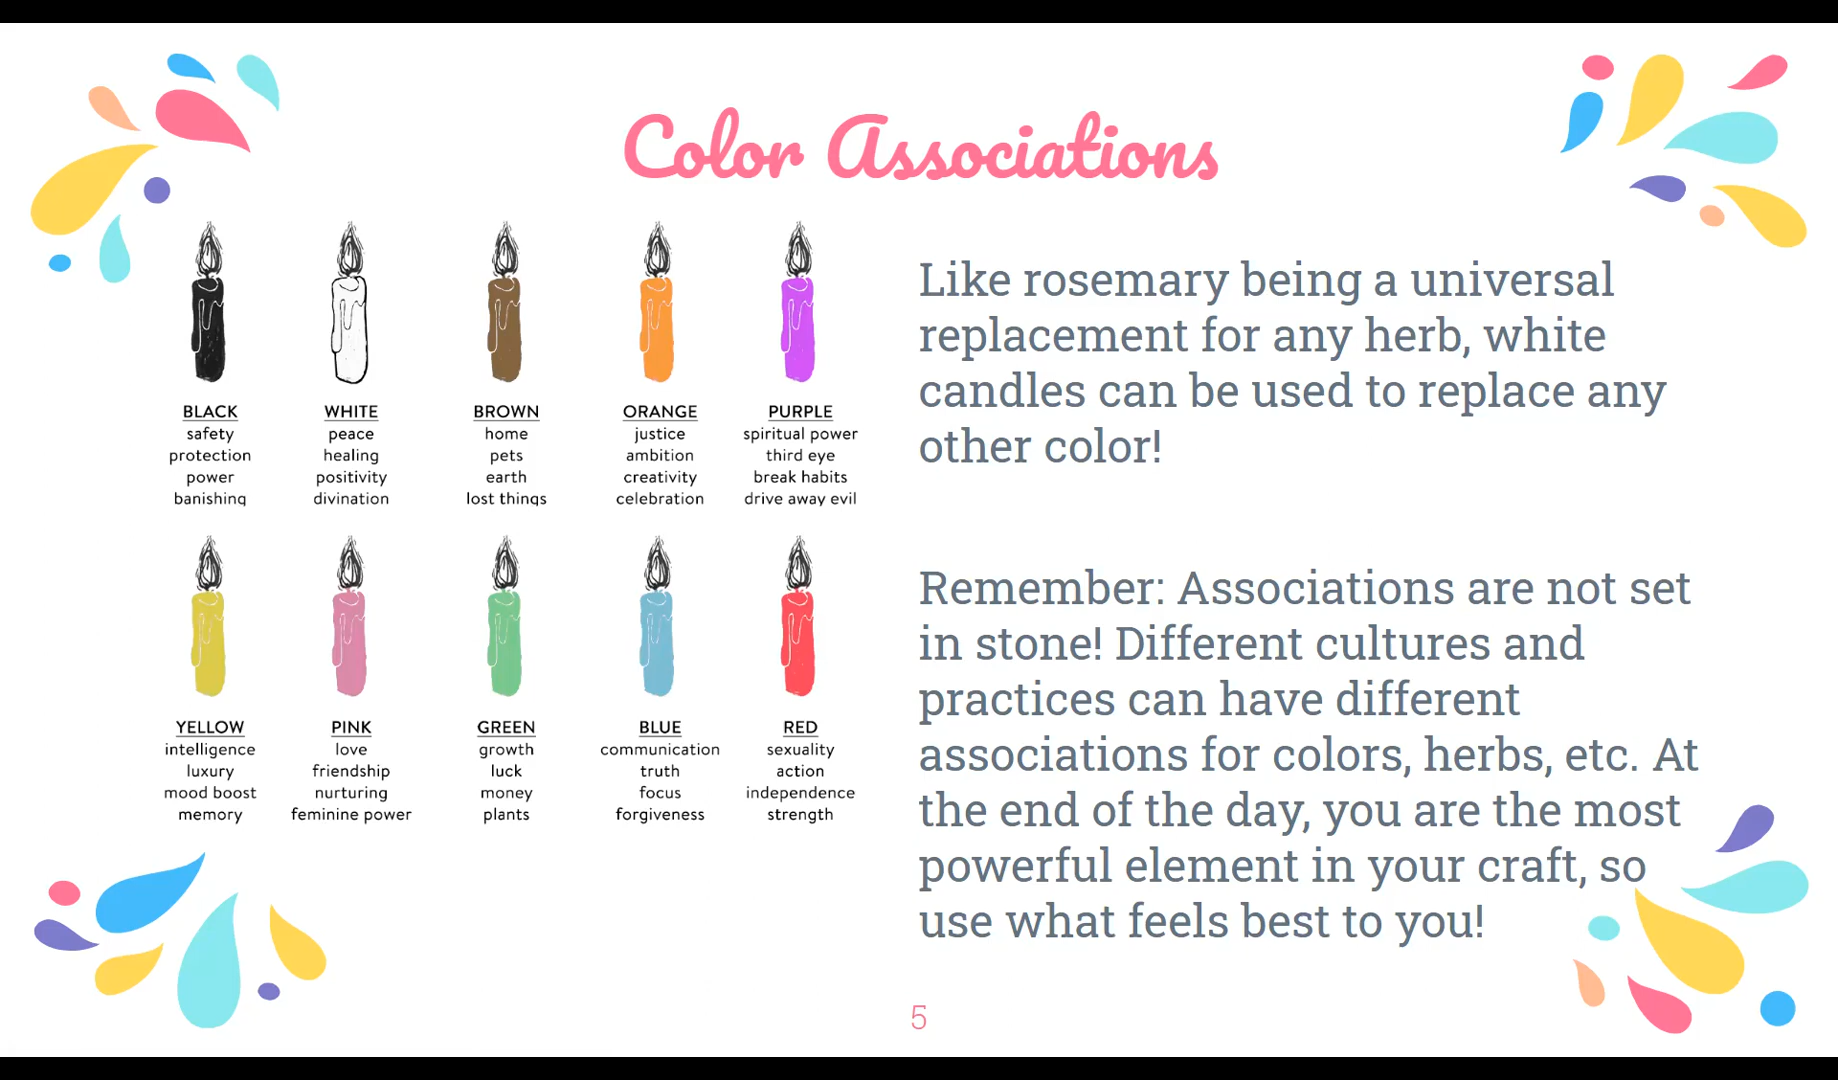 Color Associations
BLACK
safety
protection
power
banishing
WHITE
peace
healing
positivity
divination
BROWN
home
pets
earth
lost things
ORANGE
justice
ambition
creativity
celebration
PURPLE
spiritual power
third eye
break habits
drive away evil
YELLOW
intelligence
luxury
mood boost
memory
PINK
love
friendship
nurturing
feminine power
GREEN
growth
luck
money
plants
BLUE
communication
truth
focus
forgiveness
RED
sexuality
action
independence
strength
Like rosemary being a universal
replacement for any herb, white
candles can be used to replace any
other color!
Remember: Associations are not set
in stone! Different cultures and
practices can have different
associations for colors, herbs, etc. At
the end of the day, you are the most
powerful element in your craft, so
use what feels best to you!
5